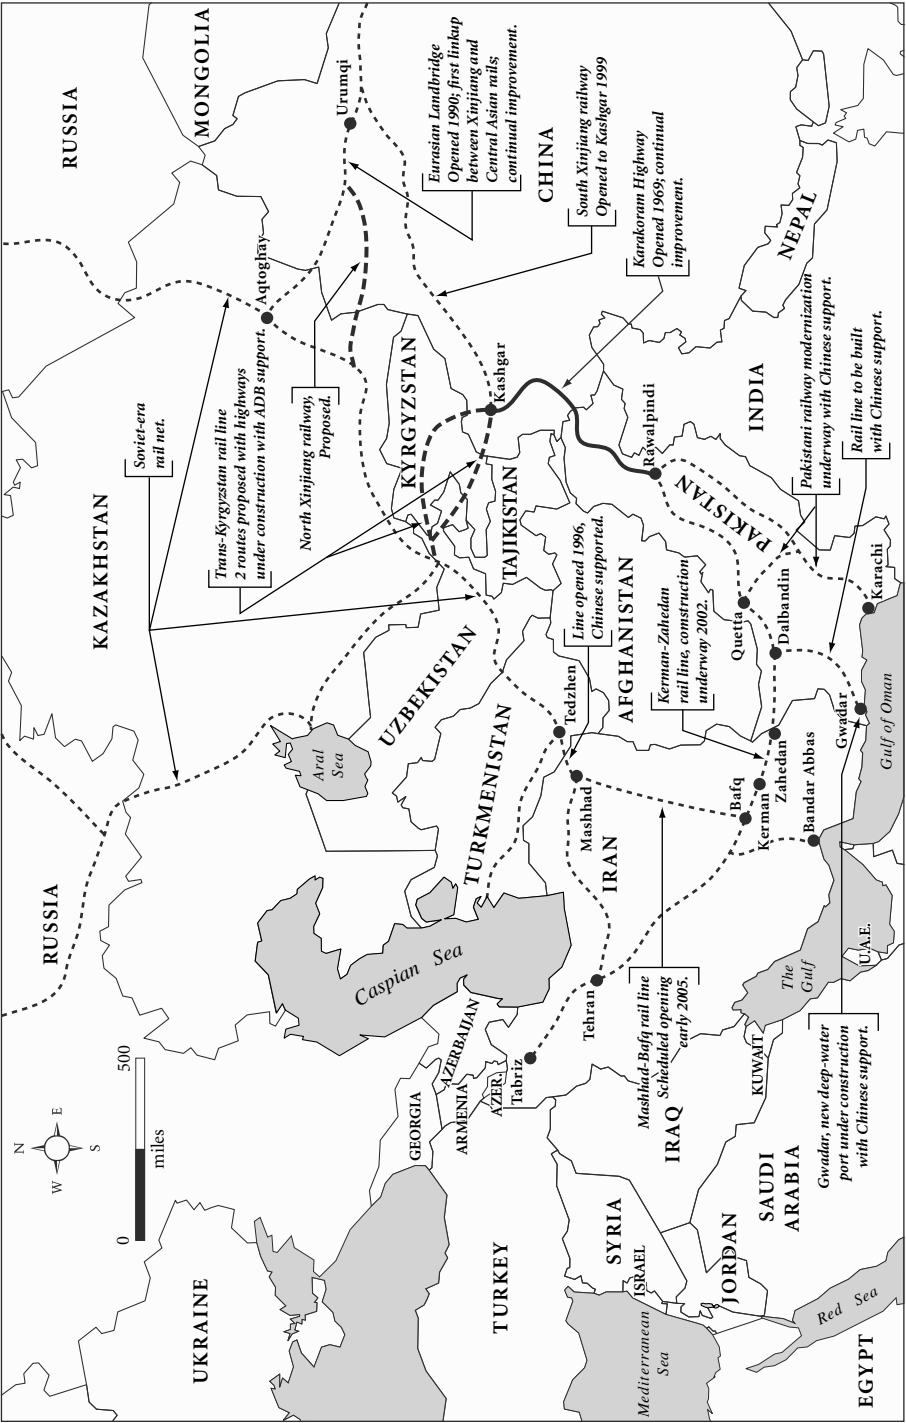 RUSSIA
MONGOLIA
RUSSIA
KAZAKHSTAN
UKRAINE
N
W
E
S
0
500
miles
Soviet-era
rail net.
Trans-Kyrgyzstan rail line
2 routes proposed with highways
under construction with ADB support.
North Xinjiang railway,
Proposed.
Aqtoghay
Urumqi
Eurasian Landbridge
Opened 1990; first linkup
between Xinjiang and
Central Asian rails;
continual improvement.
CHINA
South Xinjiang railway
Opened to Kashgar 1999
Karakoram Highway
Opened 1969; continual
improvement.
Aral
Sea
UZBEKISTAN
KYRGYZSTAN
Kashgar
TAJIKISTAN
Caspian Sea
TURKMENISTAN
GEORGIA
ARMENIA
AZERBAIJAN
AZER.
Tabriz
TURKEY
Tedzhen
Line opened 1996,
Chinese supported.
Mashhad
Tehran
IRAN
AFGHANISTAN
Rawalpindi
PAKISTAN
NEPAL
INDIA
Kerman-Zahedan
rail line, comstruction
underway 2002.
Mashhad-Bafq rail line
Scheduled opening
early 2005.
Quetta
Dalbandin
Pakistani railway modernization
underway with Chinese support.
Rail line to be built
with Chinese support.
Bafq
Kerman
Zahedan
Bandar Abbas
Gwadar
Karachi
Gulf of Oman
SYRIA
ISRAEL
IRAQ
JORDAN
KUWAIT
SAUDI
ARABIA
The
Gulf
U.A.E.
Gwadar, new deep-water
port under construction
with Chinese support.
Mediterranean
Sea
Red Sea
EGYPT